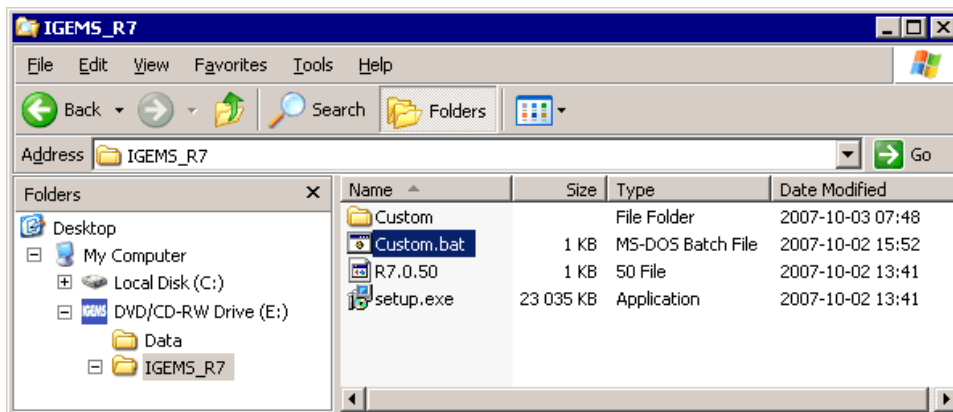 IGEMS_R7
File Edit View Favorites Tools Help
Back Search Folders
Address IGEMS_R7 Go
Folders x
Desktop
My Computer
Local Disk (C:)
IGEMS DVD/CD-RW Drive (E:)
Data
IGEMS_R7
Name Size Type Date Modified
Custom File Folder 2007-10-03 07:48
Custom.bat 1 KB MS-DOS Batch File 2007-10-02 15:52
R7.0.50 1 KB 50 File 2007-10-02 13:41
setup.exe 23 035 KB Application 2007-10-02 13:41